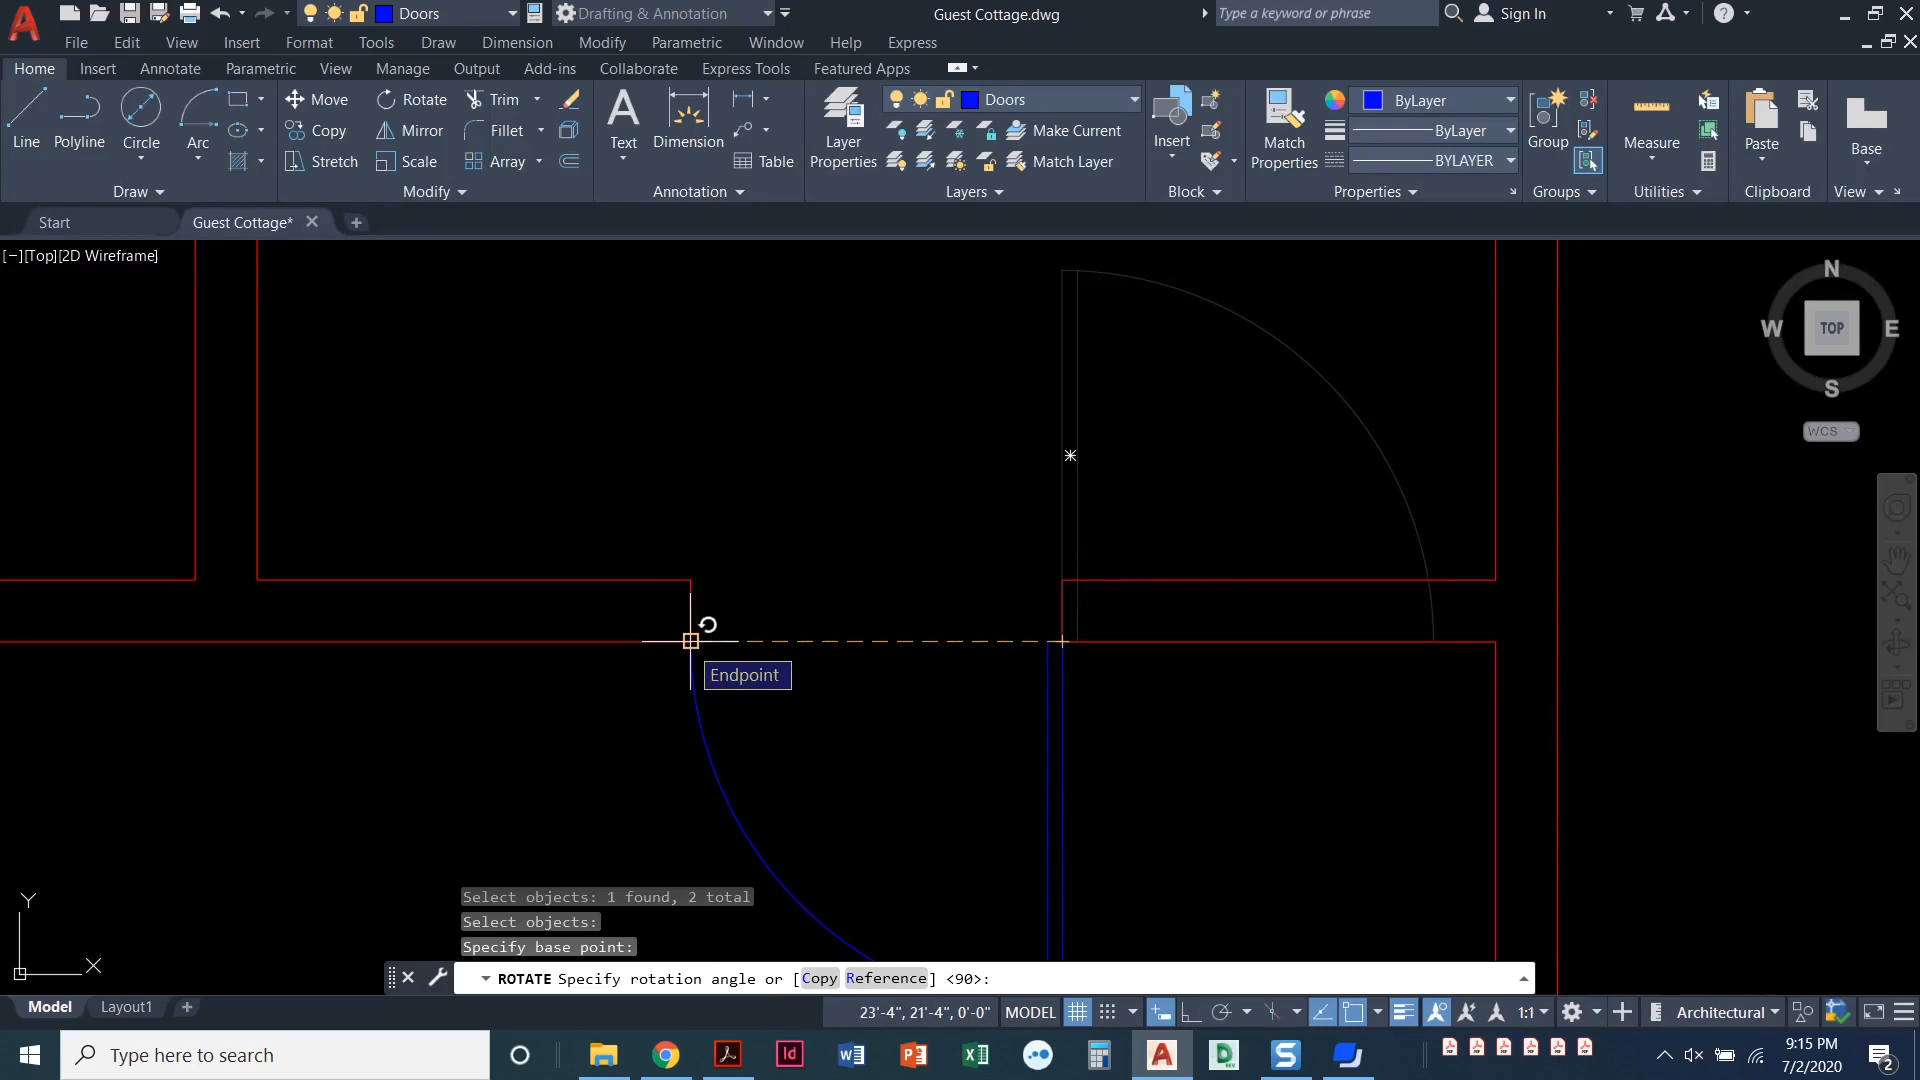 Doors
Drafting & Annotation
Guest Cottage.dwg
Type a keyword or phrase
Sign In
File Edit View Insert Format Tools Draw Dimension Modify Parametric Window Help Express
Home Insert Annotate Parametric View Manage Output Add-ins Collaborate Express Tools Featured Apps
Line Polyline Circle Arc
Move Rotate Trim
Copy Mirror Fillet
Stretch Scale Array
Text Dimension
Table
Layer Properties
Doors
Make Current
Match Layer
Insert
Match Properties
ByLayer
ByLayer
BYLAYER
Group
Measure
Paste
Base
Draw Modify Annotation Layers Block Properties Groups Utilities Clipboard View
Start Guest Cottage*
[−][Top][2D Wireframe]
N
W TOP E
S
WCS
Endpoint
Y
X
Select objects: 1 found, 2 total
Select objects:
Specify base point:
ROTATE Specify rotation angle or [Copy Reference] <90>:
Model Layout1
23'-4", 21'-4", 0'-0" MODEL 1:1 Architectural
Type here to search
9:15 PM
7/2/2020
2